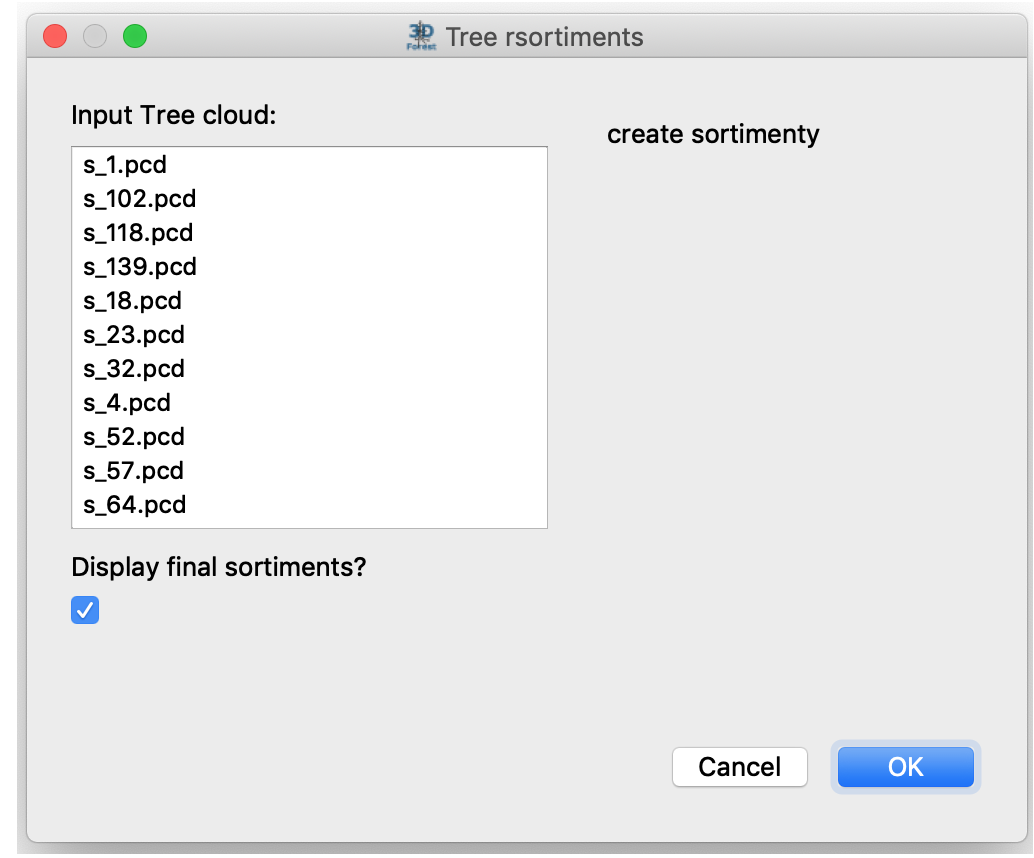 3D Forest Tree rsortiments
Input Tree cloud:
create sortimenty
s_1.pcd
s_102.pcd
s_118.pcd
s_139.pcd
s_18.pcd
s_23.pcd
s_32.pcd
s_4.pcd
s_52.pcd
s_57.pcd
s_64.pcd
Display final sortiments?
Cancel OK